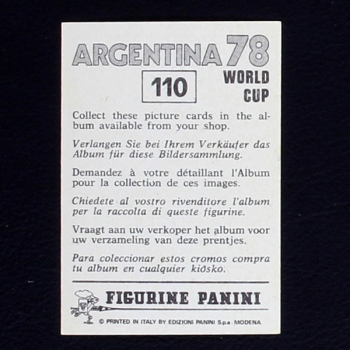 ARGENTINA 78
110 WORLD
CUP
Collect these picture cards in the al-
bum available from your shop.
Verlangen Sie bei Ihrem Verkäufer das
Album für diese Bildersammlung.
Demandez à votre détaillant l'Album
pour la collection de ces images.
Chiedete al vostro rivenditore l'album
per la raccolta di queste figurine.
Vraagt aan uw verkoper het album voor
uw verzameling van deze prentjes.
Para coleccionar estos cromos compra
tu album en cualquier kiósko.
FIGURINE PANINI
© PRINTED IN ITALY BY EDIZIONI PANINI S.p.a. MODENA